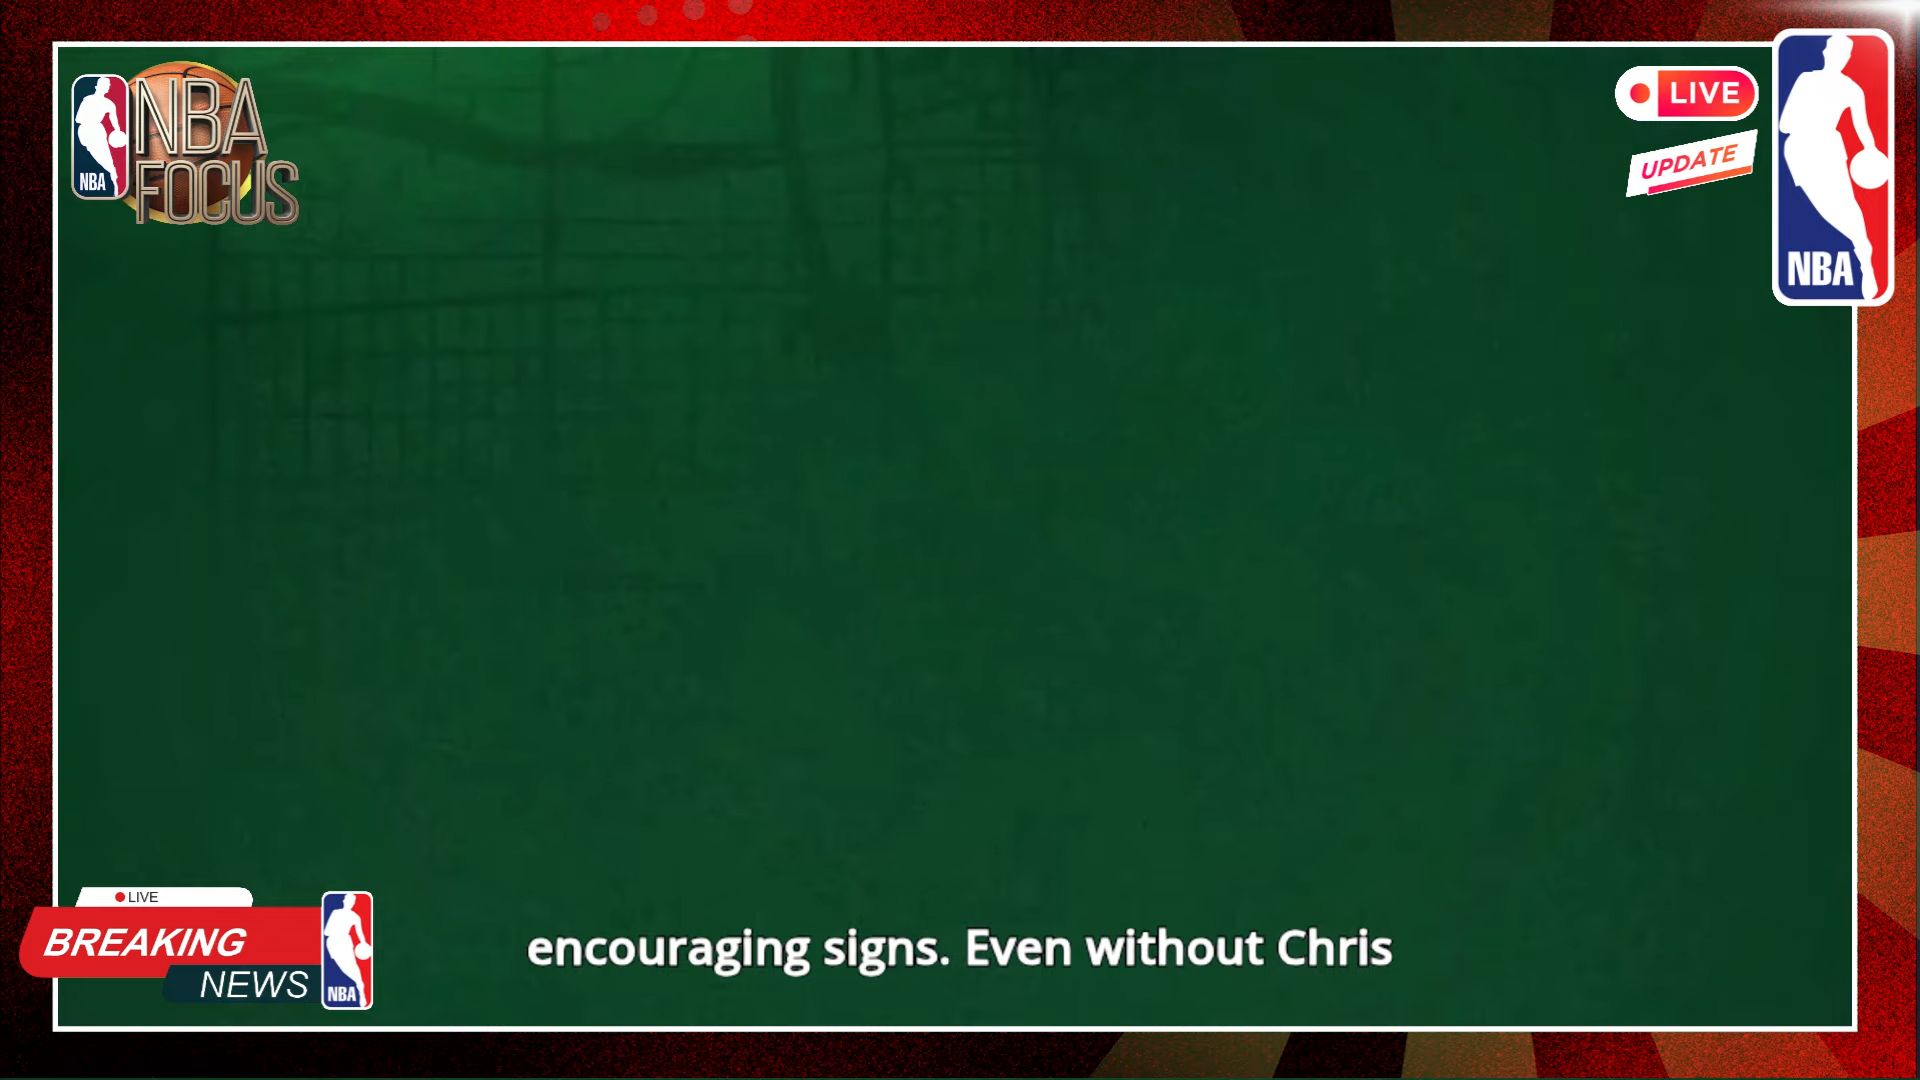 NBA
FOCUS
NBA
LIVE
UPDATE
NBA
LIVE
BREAKING
NEWS
NBA
encouraging signs. Even without Chris